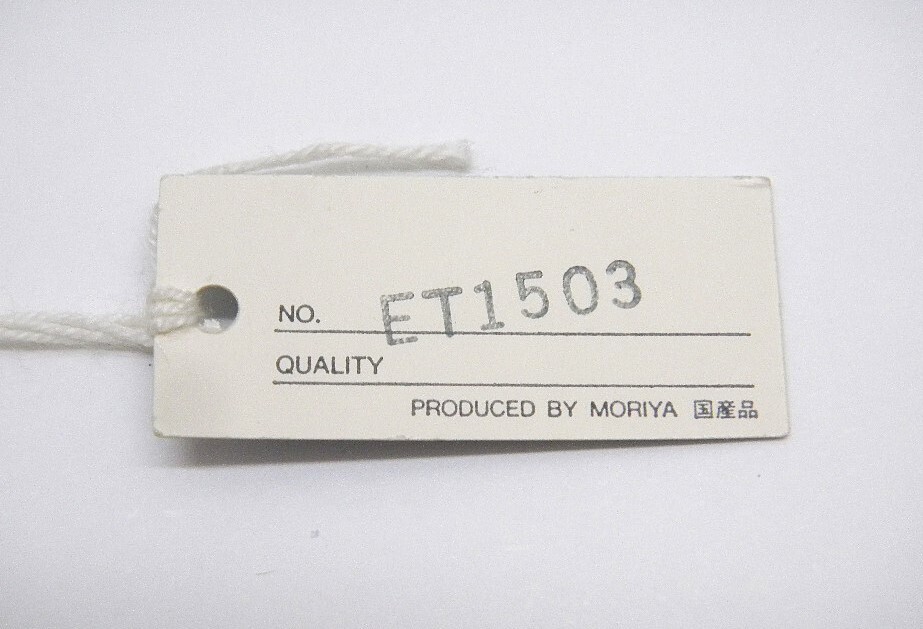 NO. ET1503
QUALITY
PRODUCED BY MORIYA 国産品